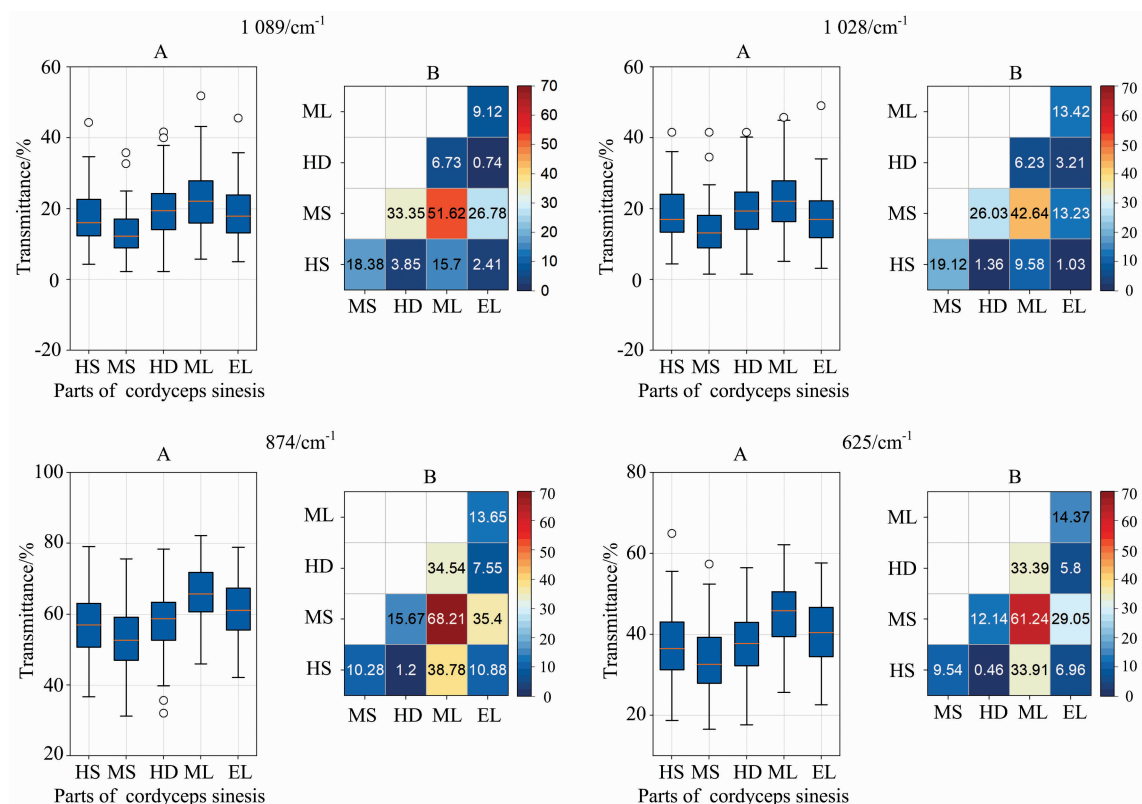 1 089/cm-1
A
B
60
40
20
0
-20
Transmittance/%
HS MS HD ML EL
Parts of cordyceps sinesis
ML 9.12
HD 6.73 0.74
MS 33.35 51.62 26.78
HS 18.38 3.85 15.7 2.41
MS HD ML EL
70
60
50
40
30
20
10
0
1 028/cm-1
A
B
60
40
20
0
-20
Transmittance/%
HS MS HD ML EL
Parts of cordyceps sinesis
ML 13.42
HD 6.23 3.21
MS 26.03 42.64 13.23
HS 19.12 1.36 9.58 1.03
MS HD ML EL
70
60
50
40
30
20
10
0
874/cm-1
A
B
100
80
60
40
20
Transmittance/%
HS MS HD ML EL
Parts of cordyceps sinesis
ML 13.65
HD 34.54 7.55
MS 15.67 68.21 35.4
HS 10.28 1.2 38.78 10.88
MS HD ML EL
70
60
50
40
30
20
10
0
625/cm-1
A
B
80
60
40
20
Transmittance/%
HS MS HD ML EL
Parts of cordyceps sinesis
ML 14.37
HD 33.39 5.8
MS 12.14 61.24 29.05
HS 9.54 0.46 33.91 6.96
MS HD ML EL
70
60
50
40
30
20
10
0